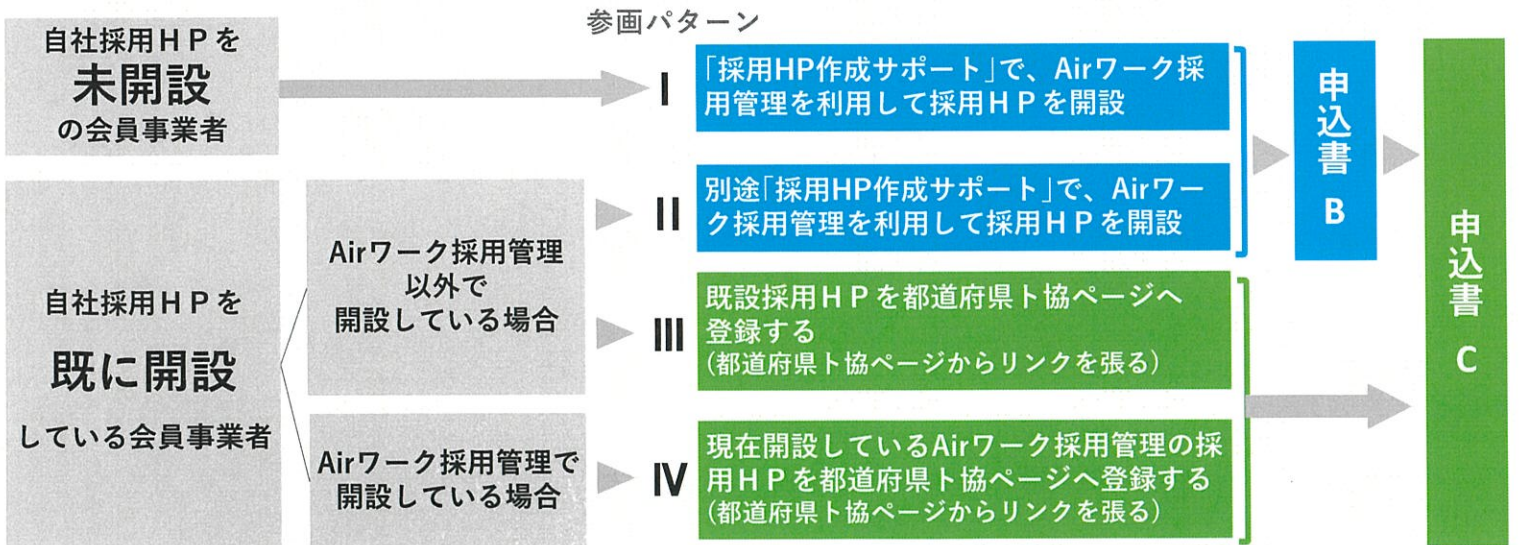 参画パターン
自社採用ＨＰを
未開設
の会員事業者
Ⅰ
「採用HP作成サポート」で、Airワーク採
用管理を利用して採用ＨＰを開設
自社採用ＨＰを
既に開設
している会員事業者
Airワーク採用管理
以外で
開設している場合
Ⅱ
別途「採用HP作成サポート」で、Airワー
ク採用管理を利用して採用ＨＰを開設
Ⅲ
既設採用ＨＰを都道府県ト協ページへ
登録する
(都道府県ト協ページからリンクを張る)
Airワーク採用管理で
開設している場合
Ⅳ
現在開設しているAirワーク採用管理の採
用ＨＰを都道府県ト協ページへ登録する
(都道府県ト協ページからリンクを張る)
申込書 B
申込書 C